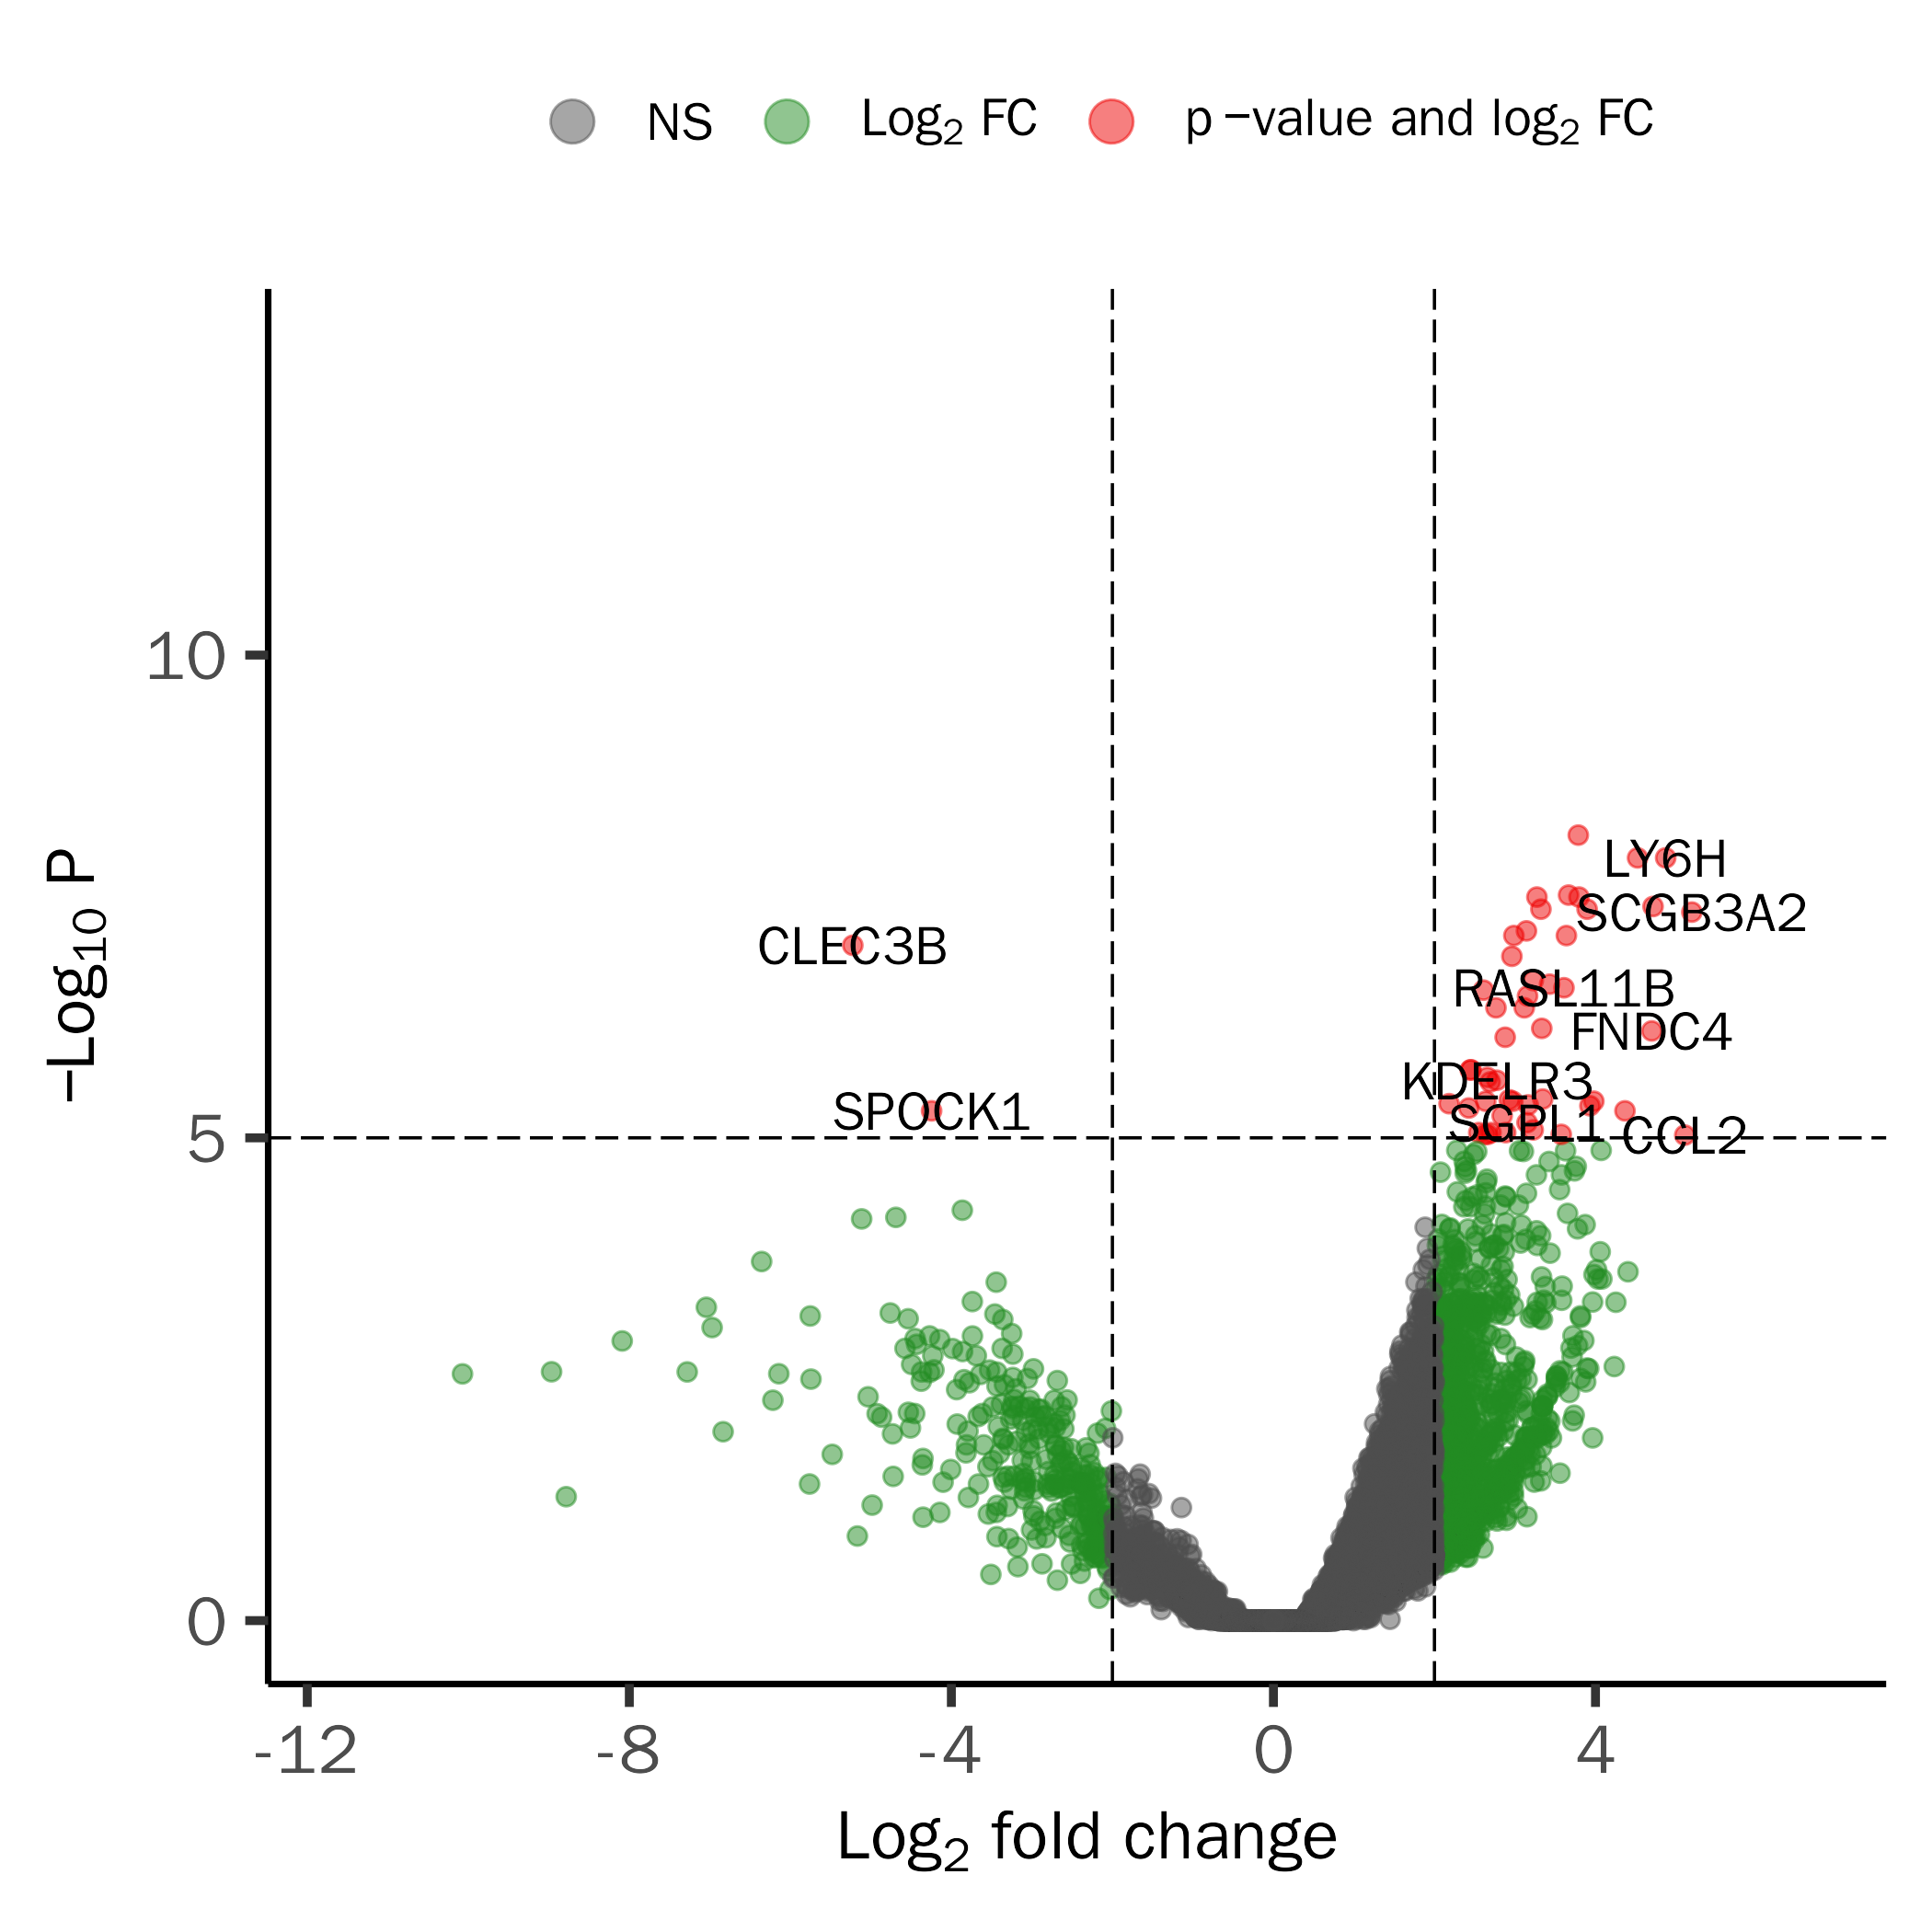 NS Log2 FC p −value and log2 FC
−Log10 P
10
5
0
LY6H
SCGB3A2
CLEC3B
RASL11B
FNDC4
KDELR3
SPOCK1
SGPL1
CCL2
-12 -8 -4 0 4
Log2 fold change